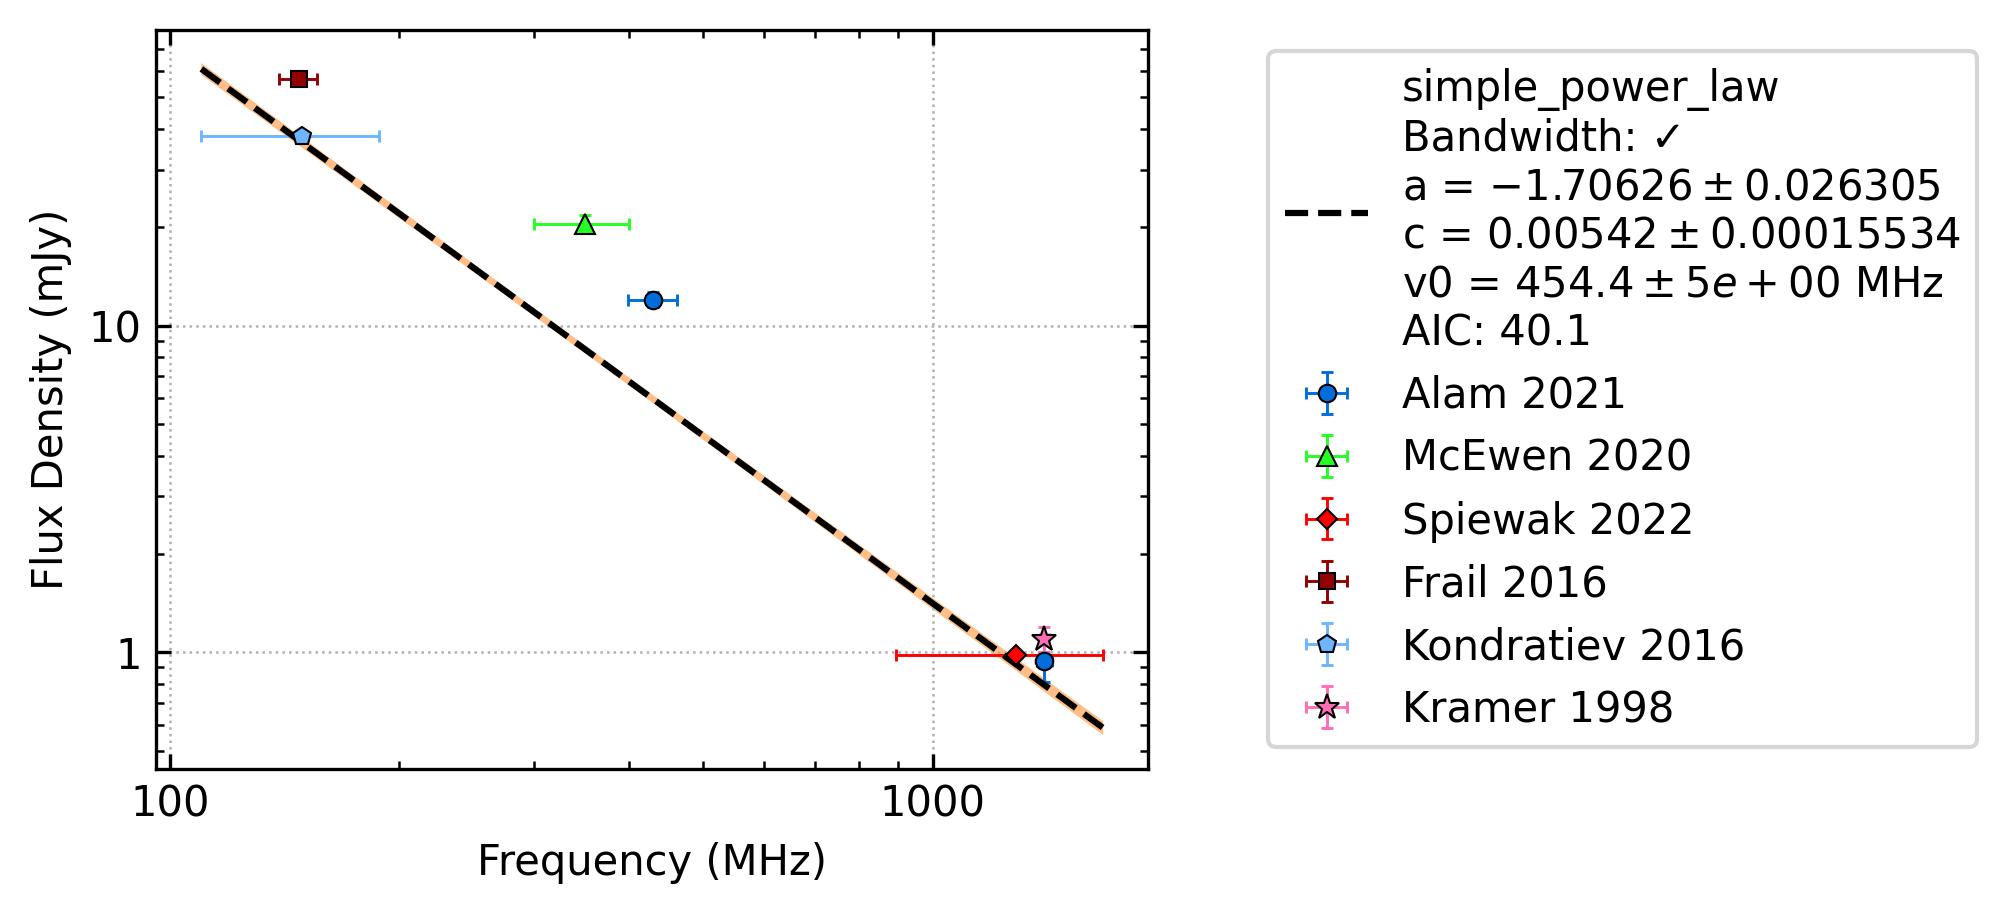 Flux Density (mJy)
10
1
100
1000
Frequency (MHz)
simple_power_law
Bandwidth: ✓
a = −1.70626 ± 0.026305
c = 0.00542 ± 0.00015534
v0 = 454.4 ± 5e + 00 MHz
AIC: 40.1
Alam 2021
McEwen 2020
Spiewak 2022
Frail 2016
Kondratiev 2016
Kramer 1998